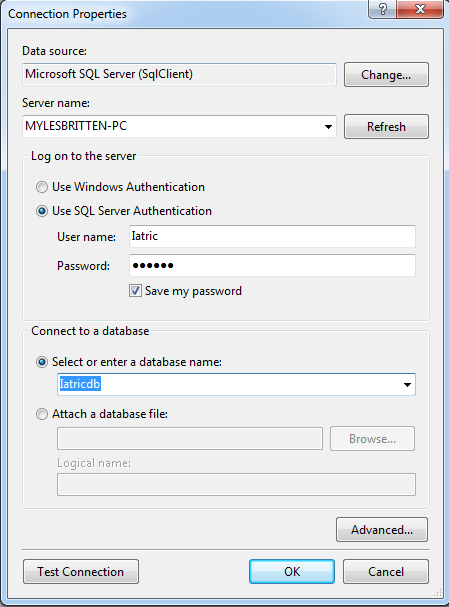 Connection Properties
Data source:
Microsoft SQL Server (SqlClient)
Change...
Server name:
MYLESBRITTEN-PC
Refresh
Log on to the server
Use Windows Authentication
Use SQL Server Authentication
User name:
Iatric
Password:
●●●●●●
Save my password
Connect to a database
Select or enter a database name:
Iatricdb
Attach a database file:
Browse...
Logical name:
Advanced...
Test Connection
OK
Cancel